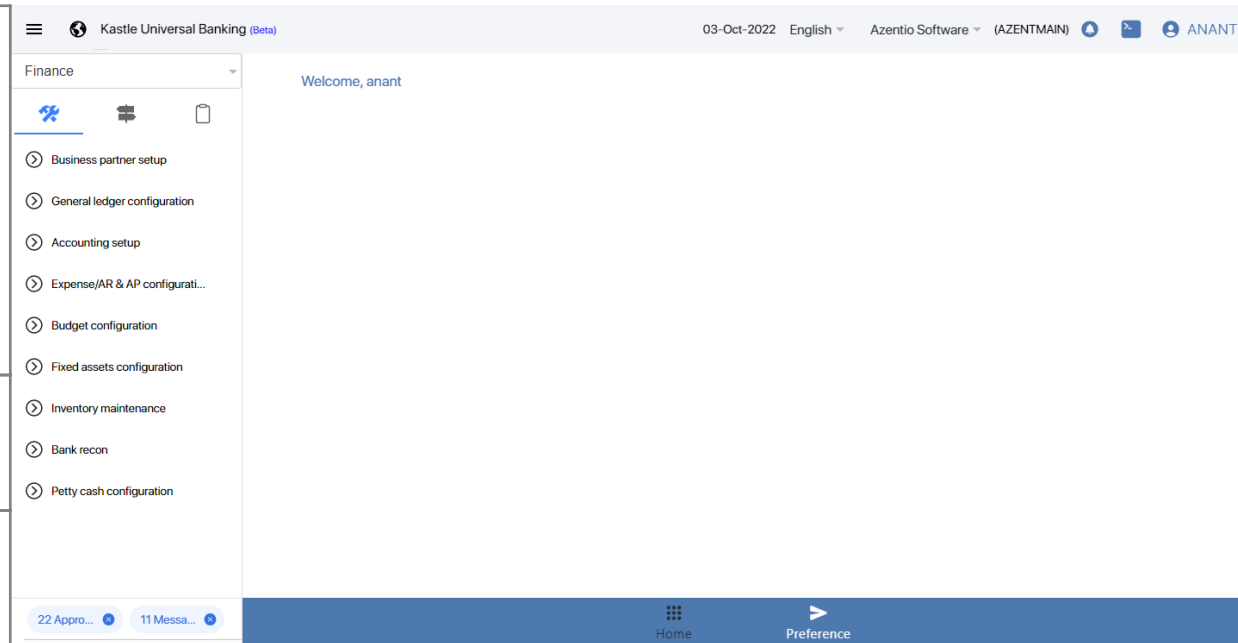 Kastle Universal Banking (Beta)
03-Oct-2022 English Azentio Software (AZENTMAIN) ANANT
Finance
Welcome, anant
Business partner setup
General ledger configuration
Accounting setup
Expense/AR & AP configurati...
Budget configuration
Fixed assets configuration
Inventory maintenance
Bank recon
Petty cash configuration
22 Appro... 11 Messa...
Home Preference